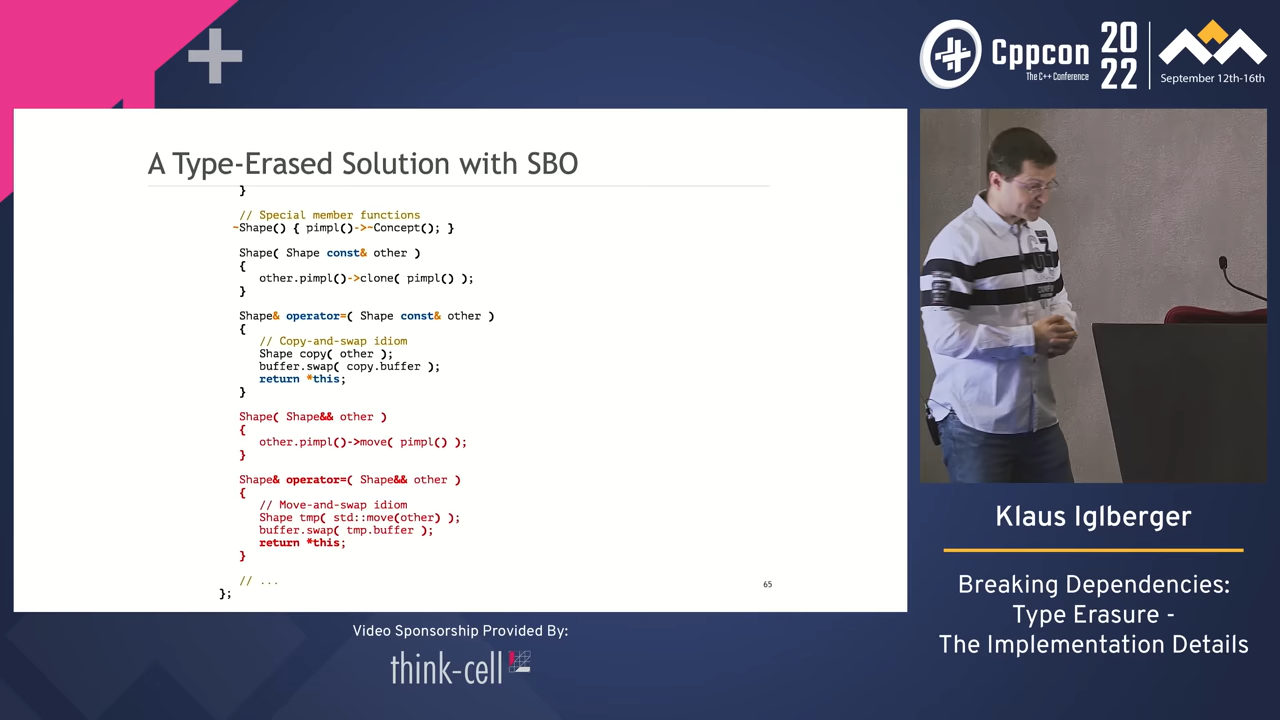 Cppcon
The C++ Conference
20
22
September 12th-16th
A Type-Erased Solution with SBO
}
// Special member functions
~Shape() { pimpl()->~Concept(); }
Shape( Shape const& other )
{
other.pimpl()->clone( pimpl() );
}
Shape& operator=( Shape const& other )
{
// Copy-and-swap idiom
Shape copy( other );
buffer.swap( copy.buffer );
return *this;
}
Shape( Shape&& other )
{
other.pimpl()->move( pimpl() );
}
Shape& operator=( Shape&& other )
{
// Move-and-swap idiom
Shape tmp( std::move(other) );
buffer.swap( tmp.buffer );
return *this;
}
// ...
};
65
Klaus Iglberger
Breaking Dependencies:
Type Erasure -
The Implementation Details
Video Sponsorship Provided By:
think-cell